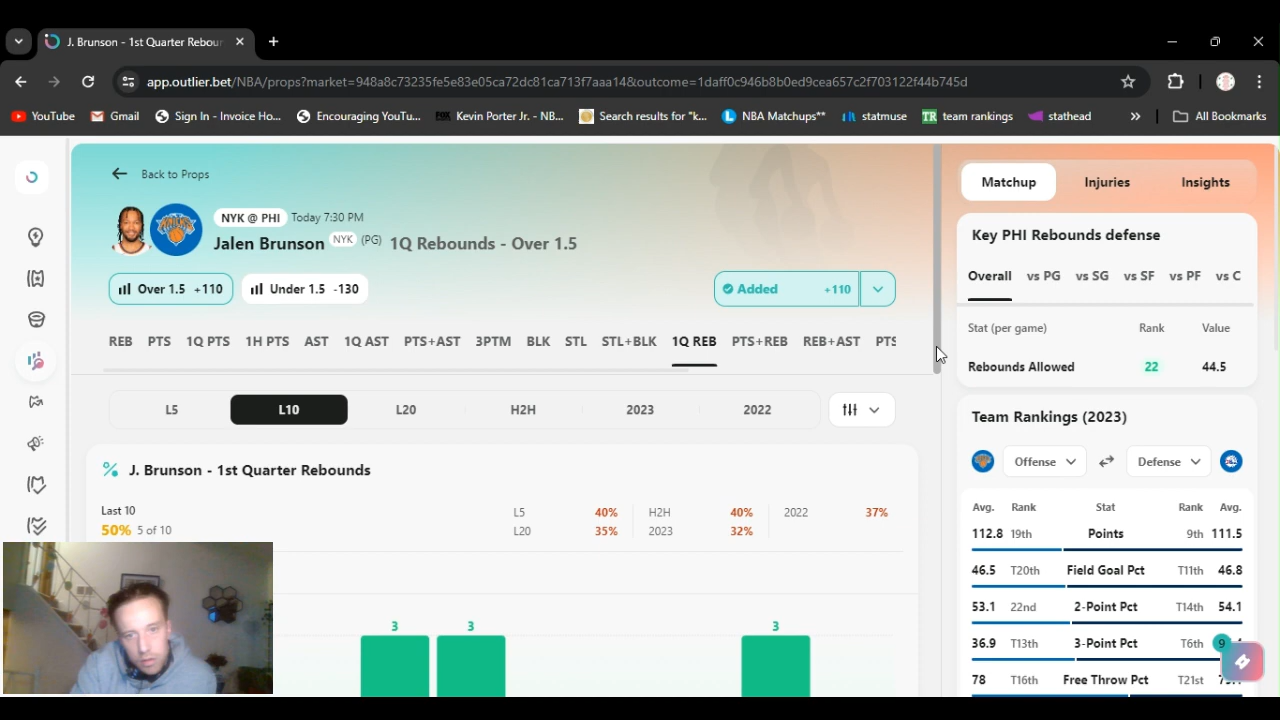 J. Brunson - 1st Quarter Rebour
app.outlier.bet/NBA/props?market=948a8c73235fe5e83e05ca72dc81ca713f7aaa14&outcome=1daff0c946b8b0ed9cea657c2f703122f44b745d
YouTube Gmail Sign In - Invoice Ho... Encouraging YouTu... FOX Kevin Porter Jr. - NB... Search results for "k... NBA Matchups** statmuse TR team rankings stathead » All Bookmarks
Back to Props
NYK @ PHI Today 7:30 PM
Jalen Brunson NYK (PG) 1Q Rebounds - Over 1.5
Over 1.5 +110 Under 1.5 -130 Added +110
REB PTS 1Q PTS 1H PTS AST 1Q AST PTS+AST 3PTM BLK STL STL+BLK 1Q REB PTS+REB REB+AST PTS
L5 L10 L20 H2H 2023 2022
J. Brunson - 1st Quarter Rebounds
Last 10
50% 5 of 10
L5 40% H2H 40% 2022 37%
L20 35% 2023 32%
3 3 3
Matchup Injuries Insights
Key PHI Rebounds defense
Overall vs PG vs SG vs SF vs PF vs C
Stat (per game) Rank Value
Rebounds Allowed 22 44.5
Team Rankings (2023)
Offense Defense
Avg. Rank Stat Rank Avg.
112.8 19th Points 9th 111.5
46.5 T20th Field Goal Pct T11th 46.8
53.1 22nd 2-Point Pct T14th 54.1
36.9 T13th 3-Point Pct T6th
9
78 T16th Free Throw Pct T21st